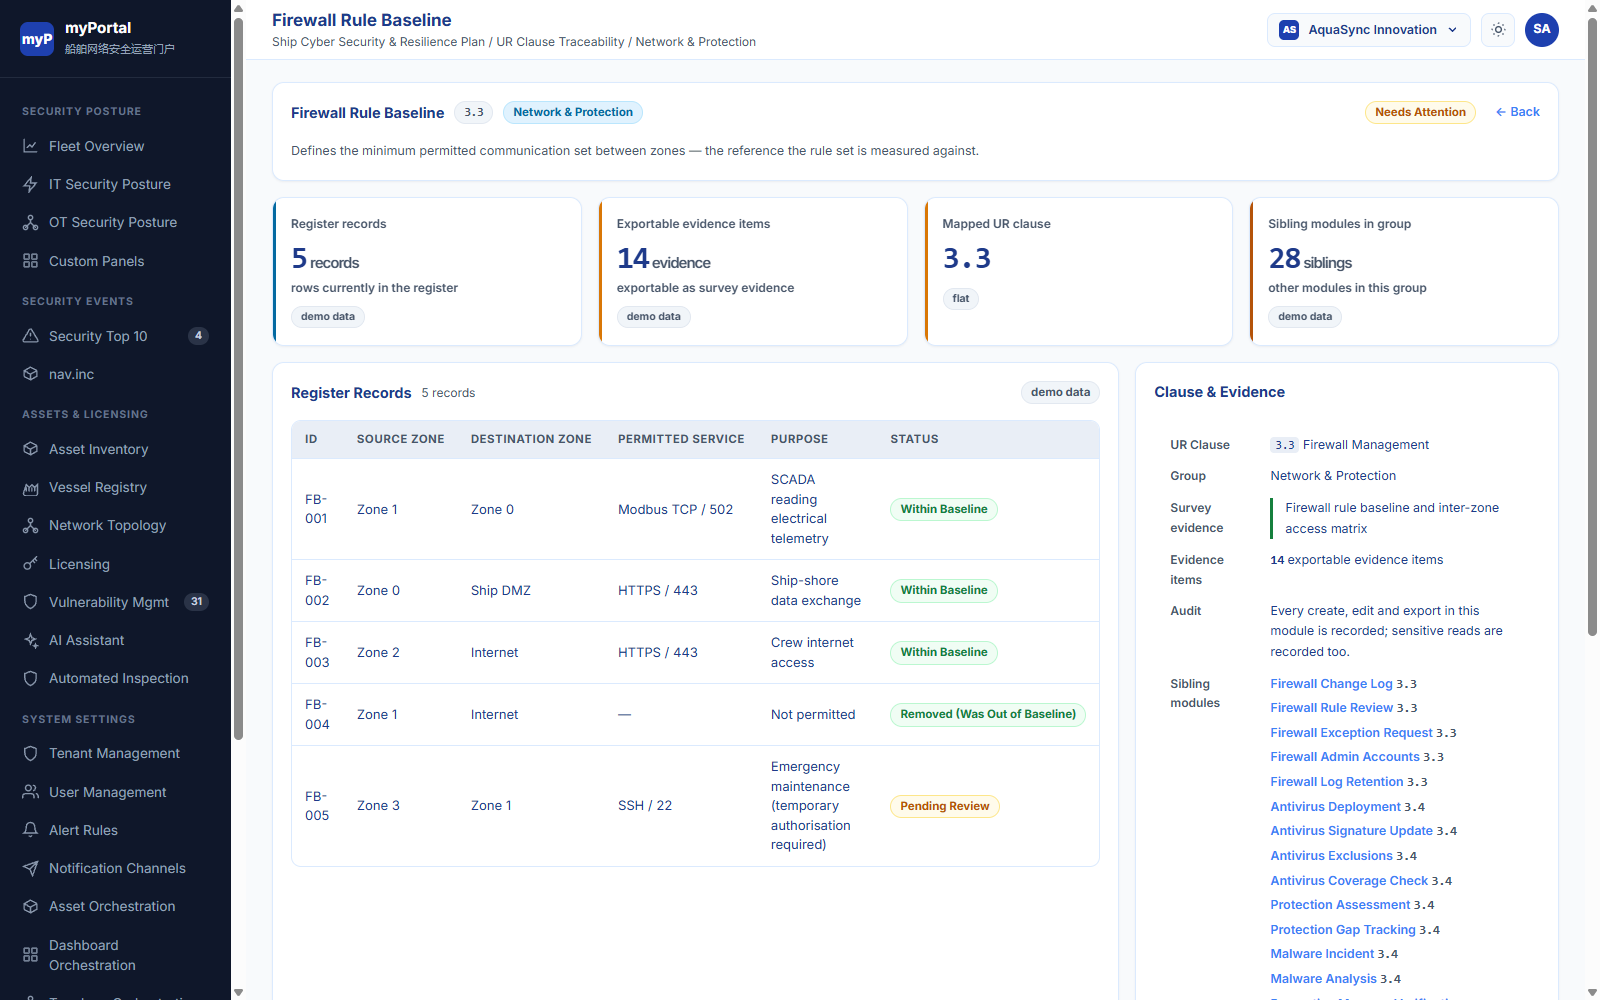 myP
myPortal
船舶网络安全运营门户
SECURITY POSTURE
Fleet Overview
IT Security Posture
OT Security Posture
Custom Panels
SECURITY EVENTS
Security Top 10
4
nav.inc
ASSETS & LICENSING
Asset Inventory
Vessel Registry
Network Topology
Licensing
Vulnerability Mgmt
31
AI Assistant
Automated Inspection
SYSTEM SETTINGS
Tenant Management
User Management
Alert Rules
Notification Channels
Asset Orchestration
Dashboard
Orchestration
Firewall Rule Baseline
Ship Cyber Security & Resilience Plan / UR Clause Traceability / Network & Protection
AS
AquaSync Innovation
SA
Firewall Rule Baseline
3.3
Network & Protection
Needs Attention
← Back
Defines the minimum permitted communication set between zones — the reference the rule set is measured against.
Register records
5 records
rows currently in the register
demo data
Exportable evidence items
14 evidence
exportable as survey evidence
demo data
Mapped UR clause
3.3
flat
Sibling modules in group
28 siblings
other modules in this group
demo data
Register Records
5 records
demo data
ID
SOURCE ZONE
DESTINATION ZONE
PERMITTED SERVICE
PURPOSE
STATUS
FB-
001
Zone 1
Zone 0
Modbus TCP / 502
SCADA
reading
electrical
telemetry
Within Baseline
FB-
002
Zone 0
Ship DMZ
HTTPS / 443
Ship-shore
data exchange
Within Baseline
FB-
003
Zone 2
Internet
HTTPS / 443
Crew internet
access
Within Baseline
FB-
004
Zone 1
Internet
—
Not permitted
Removed (Was Out of Baseline)
FB-
005
Zone 3
Zone 1
SSH / 22
Emergency
maintenance
(temporary
authorisation
required)
Pending Review
Clause & Evidence
UR Clause
3.3 Firewall Management
Group
Network & Protection
Survey
evidence
Firewall rule baseline and inter-zone
access matrix
Evidence
items
14 exportable evidence items
Audit
Every create, edit and export in this
module is recorded; sensitive reads are
recorded too.
Sibling
modules
Firewall Change Log 3.3
Firewall Rule Review 3.3
Firewall Exception Request 3.3
Firewall Admin Accounts 3.3
Firewall Log Retention 3.3
Antivirus Deployment 3.4
Antivirus Signature Update 3.4
Antivirus Exclusions 3.4
Antivirus Coverage Check 3.4
Protection Assessment 3.4
Protection Gap Tracking 3.4
Malware Incident 3.4
Malware Analysis 3.4